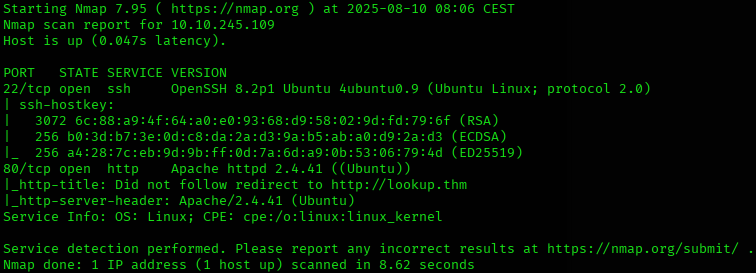 Starting Nmap 7.95 ( https://nmap.org ) at 2025-08-10 08:06 CEST
Nmap scan report for 10.10.245.109
Host is up (0.047s latency).
PORT   STATE SERVICE VERSION
22/tcp open  ssh     OpenSSH 8.2p1 Ubuntu 4ubuntu0.9 (Ubuntu Linux; protocol 2.0)
| ssh-hostkey:
|   3072 6c:88:a9:4f:64:a0:e0:93:68:d9:58:02:9d:fd:79:6f (RSA)
|   256 b0:3d:b7:3e:0d:c8:da:2a:d3:9a:b5:ab:a0:d9:2a:d3 (ECDSA)
|_  256 a4:28:7c:eb:9d:9b:ff:0d:7a:6d:a9:0b:53:06:79:4d (ED25519)
80/tcp open  http    Apache httpd 2.4.41 ((Ubuntu))
|_http-title: Did not follow redirect to http://lookup.thm
|_http-server-header: Apache/2.4.41 (Ubuntu)
Service Info: OS: Linux; CPE: cpe:/o:linux:linux_kernel
Service detection performed. Please report any incorrect results at https://nmap.org/submit/ .
Nmap done: 1 IP address (1 host up) scanned in 8.62 seconds